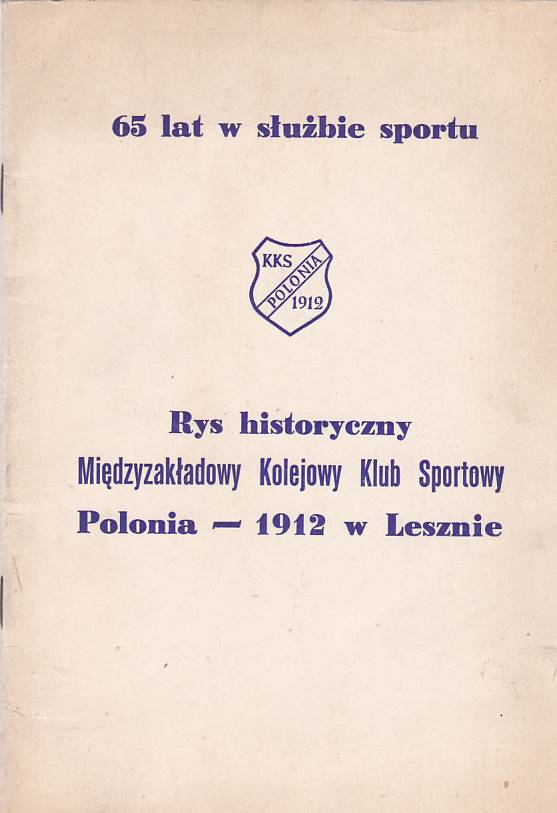 65 lat w służbie sportu
KKS
POLONIA
1912
Rys historyczny
Międzyzakładowy Kolejowy Klub Sportowy
Polonia — 1912 w Lesznie